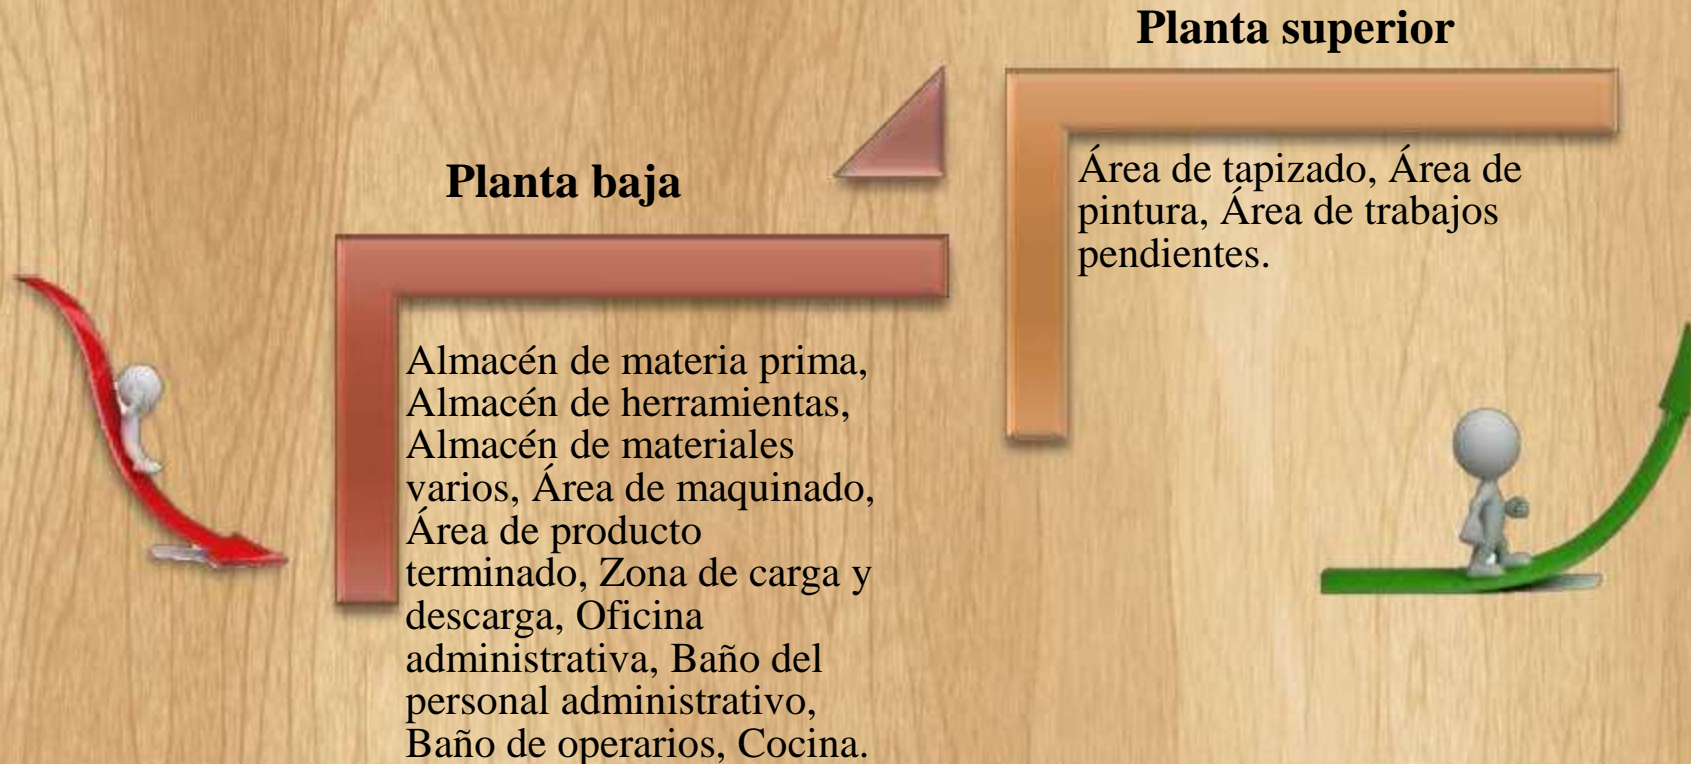 Planta superior
Área de tapizado, Área de
pintura, Área de trabajos
pendientes.
Planta baja
Almacén de materia prima,
Almacén de herramientas,
Almacén de materiales
varios, Área de maquinado,
Área de producto
terminado, Zona de carga y
descarga, Oficina
administrativa, Baño del
personal administrativo,
Baño de operarios, Cocina.